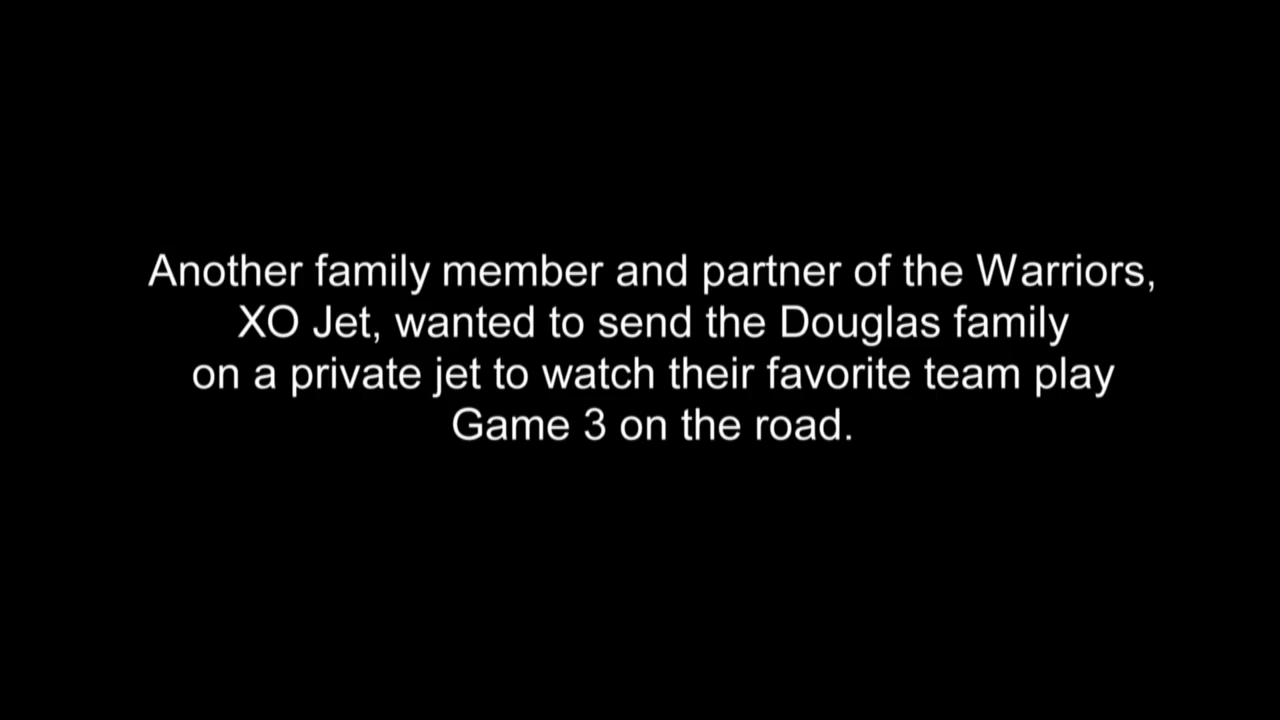 Another family member and partner of the Warriors,
XO Jet, wanted to send the Douglas family
on a private jet to watch their favorite team play
Game 3 on the road.